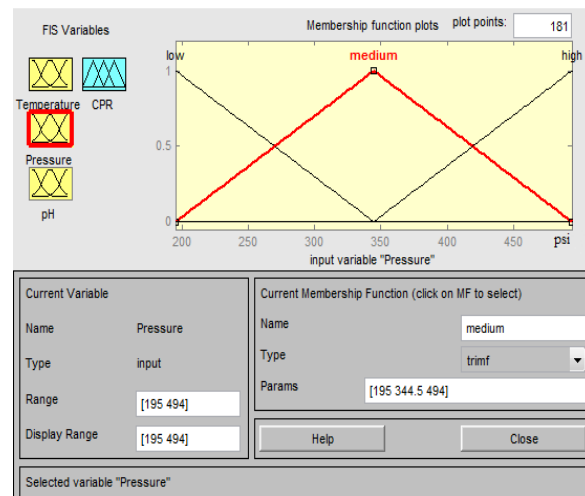 FIS Variables
Membership function plots plot points: 181
Temperature CPR
Pressure
pH
low medium high
1
0.5
0
200 250 300 350 400 450 psi
input variable "Pressure"
Current Variable
Name Pressure
Type input
Range [195 494]
Display Range [195 494]
Current Membership Function (click on MF to select)
Name medium
Type trimf
Params [195 344.5 494]
Help Close
Selected variable "Pressure"